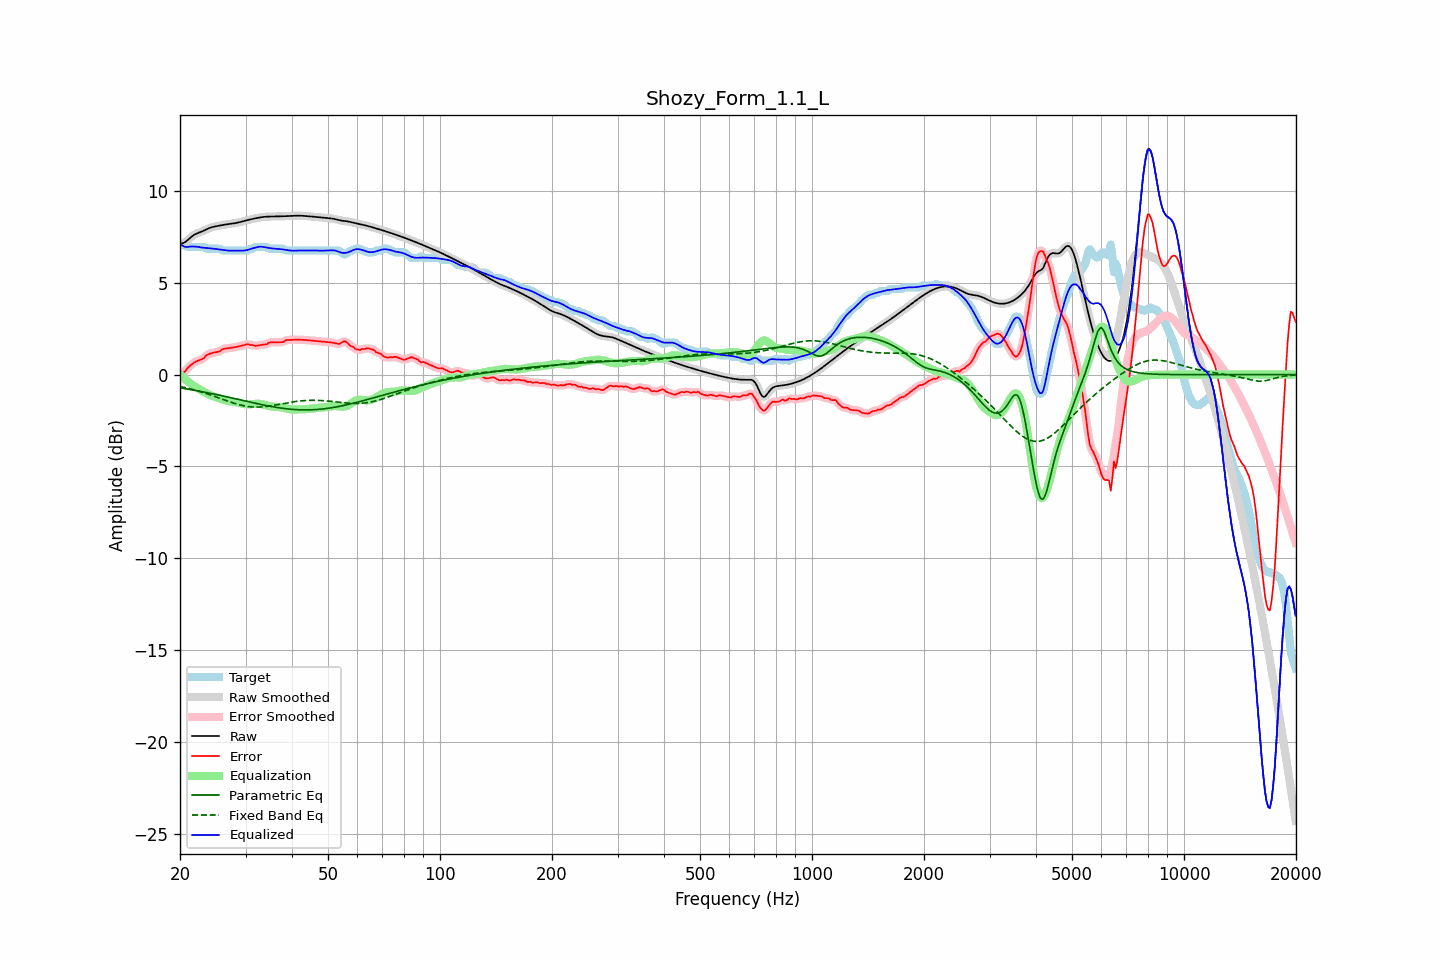 Shozy_Form_1.1_L
Amplitude (dBr)
10
5
0
−5
−10
−15
−20
−25
Target
Raw Smoothed
Error Smoothed
Raw
Error
Equalization
Parametric Eq
Fixed Band Eq
Equalized
20 50 100 200 500 1000 2000 5000 10000 20000
Frequency (Hz)